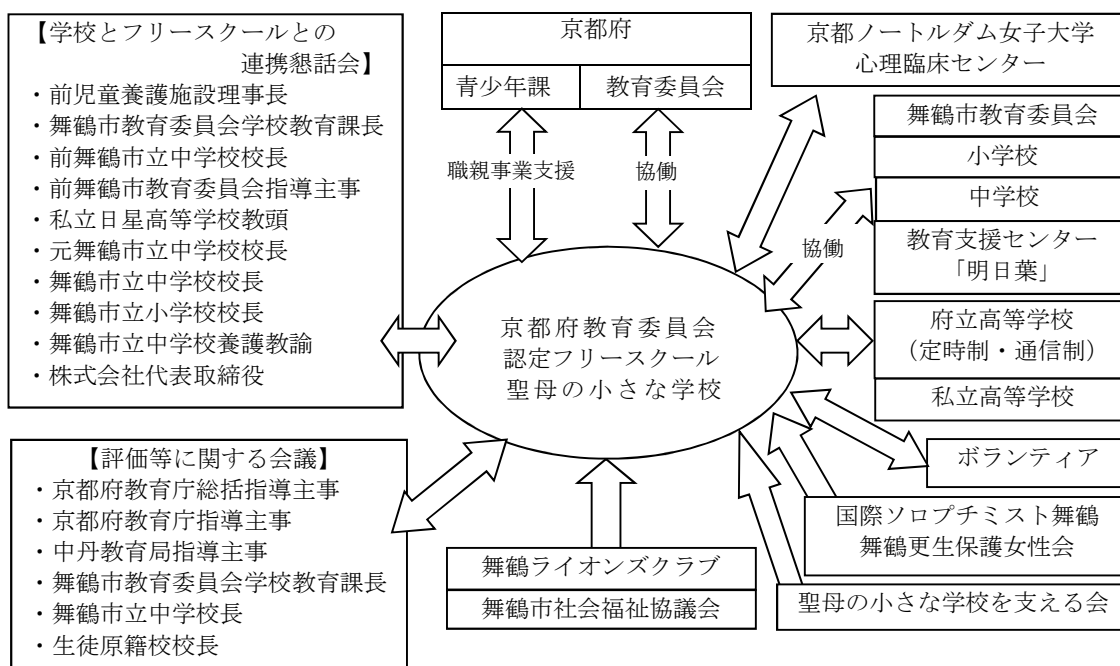 【学校とフリースクールとの
連携懇話会】
・前児童養護施設理事長
・舞鶴市教育委員会学校教育課長
・前舞鶴市立中学校校長
・前舞鶴市教育委員会指導主事
・私立日星高等学校教頭
・元舞鶴市立中学校校長
・舞鶴市立中学校校長
・舞鶴市立小学校校長
・舞鶴市立中学校養護教諭
・株式会社代表取締役
京都府
青少年課
教育委員会
職親事業支援
協働
京都ノートルダム女子大学
心理臨床センター
舞鶴市教育委員会
小学校
中学校
教育支援センター
「明日葉」
協働
京都府教育委員会
認定フリースクール
聖母の小さな学校
府立高等学校
（定時制・通信制）
私立高等学校
【評価等に関する会議】
・京都府教育庁総括指導主事
・京都府教育庁指導主事
・中丹教育局指導主事
・舞鶴市教育委員会学校教育課長
・舞鶴市立中学校長
・生徒原籍校校長
舞鶴ライオンズクラブ
舞鶴市社会福祉協議会
ボランティア
国際ソロプチミスト舞鶴
舞鶴更生保護女性会
聖母の小さな学校を支える会